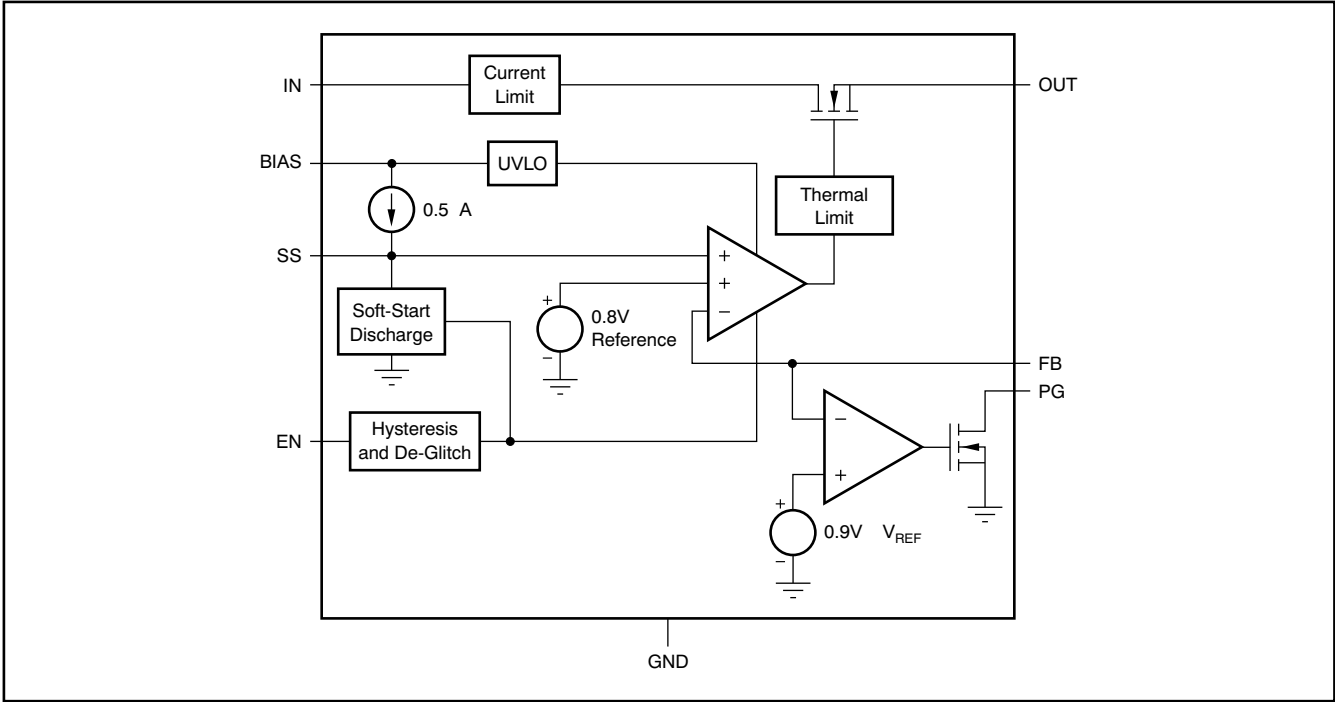 IN
Current
Limit
OUT
BIAS
UVLO
0.5 A
Thermal
Limit
SS
+
+
−
Soft-Start
Discharge
+
0.8V
Reference
−
FB
PG
EN
Hysteresis
and De-Glitch
−
+
+
0.9V VREF
−
GND